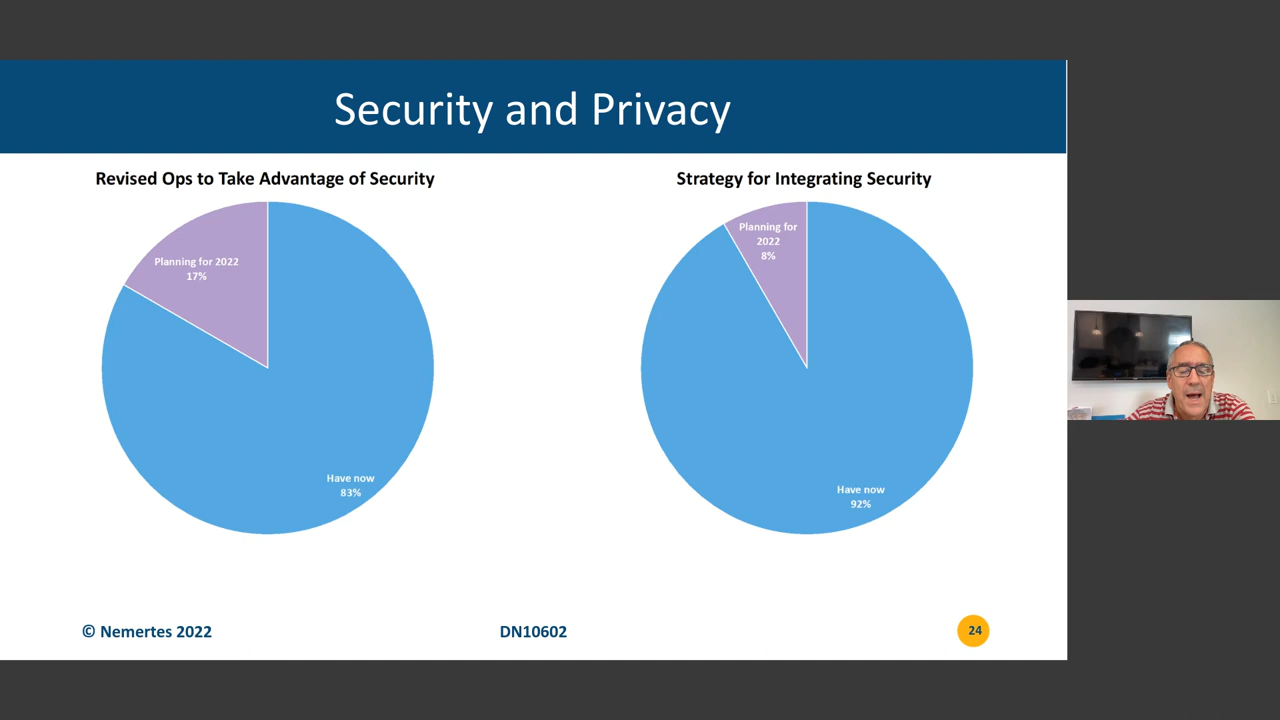 Security and Privacy
Revised Ops to Take Advantage of Security
Planning for 2022
17%
Have now
83%
Strategy for Integrating Security
Planning for
2022
8%
Have now
92%
© Nemertes 2022
DN10602
24